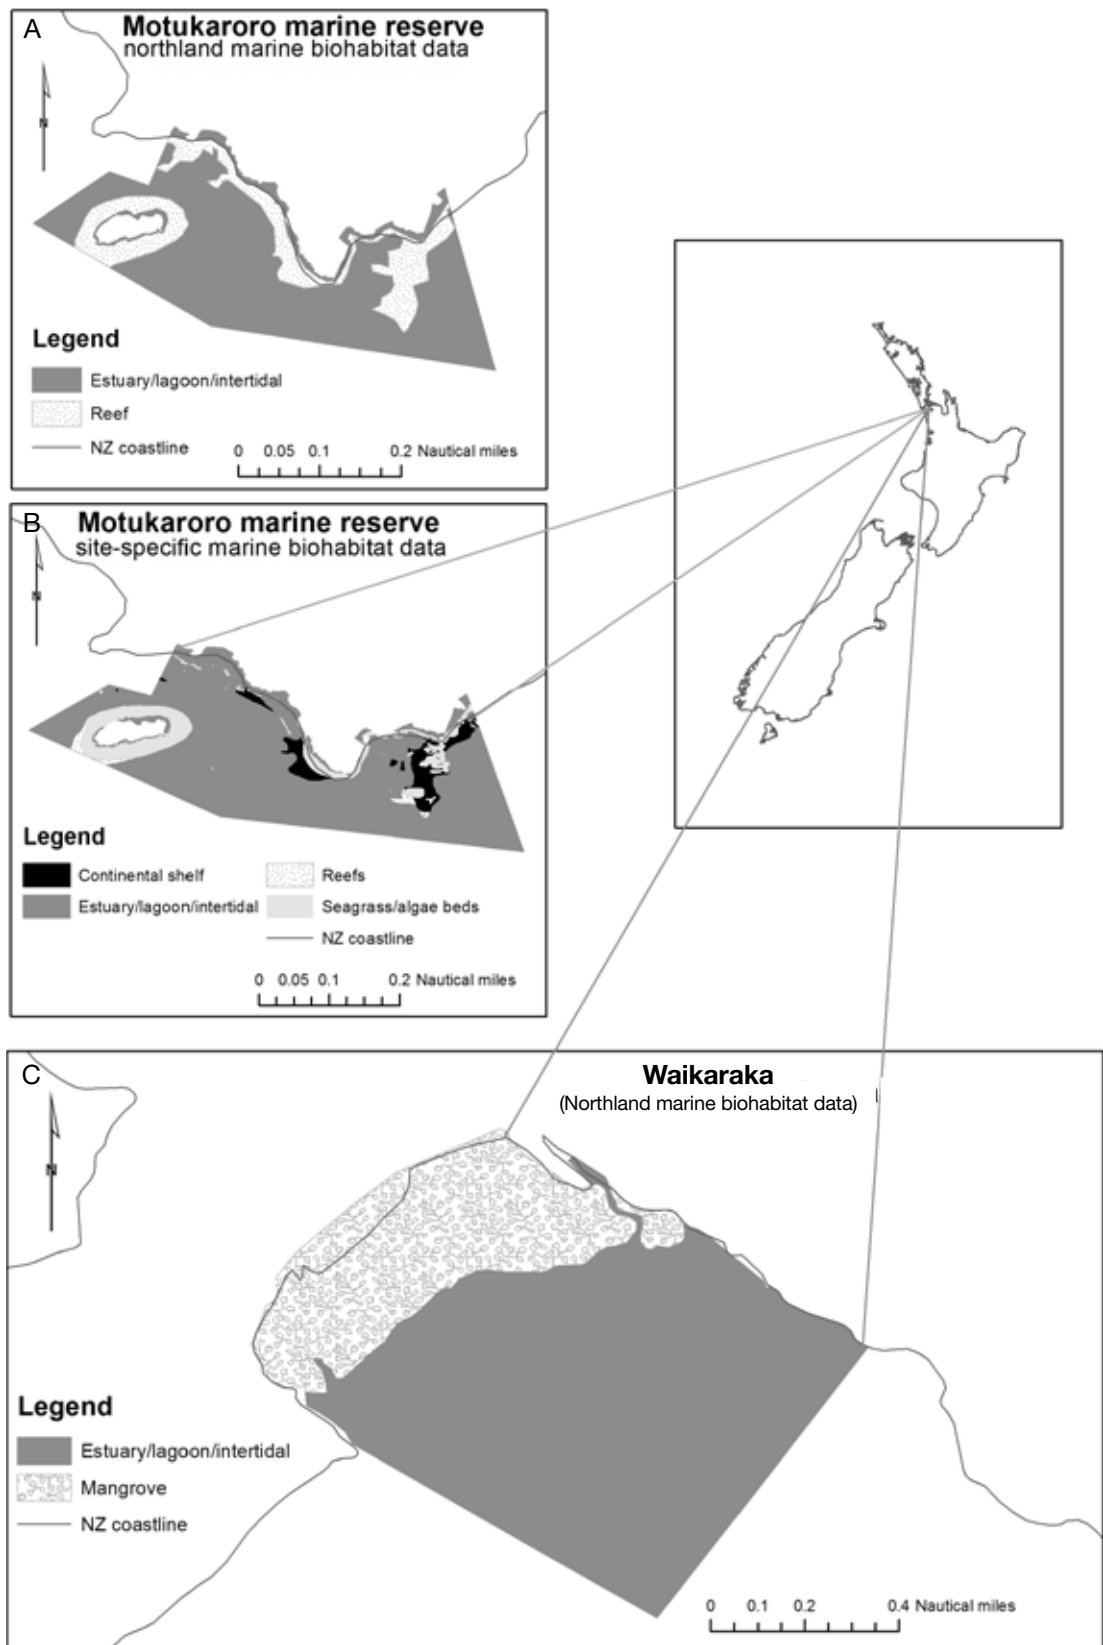 A
Motukaroro marine reserve
northland marine biohabitat data
N
Legend
Estuary/lagoon/intertidal
Reef
NZ coastline
0 0.05 0.1 0.2 Nautical miles
B
Motukaroro marine reserve
site-specific marine biohabitat data
N
Legend
Continental shelf
Reefs
Estuary/lagoon/intertidal
Seagrass/algae beds
NZ coastline
0 0.05 0.1 0.2 Nautical miles
C
Waikaraka
(Northland marine biohabitat data)
N
Legend
Estuary/lagoon/intertidal
Mangrove
NZ coastline
0 0.1 0.2 0.4 Nautical miles